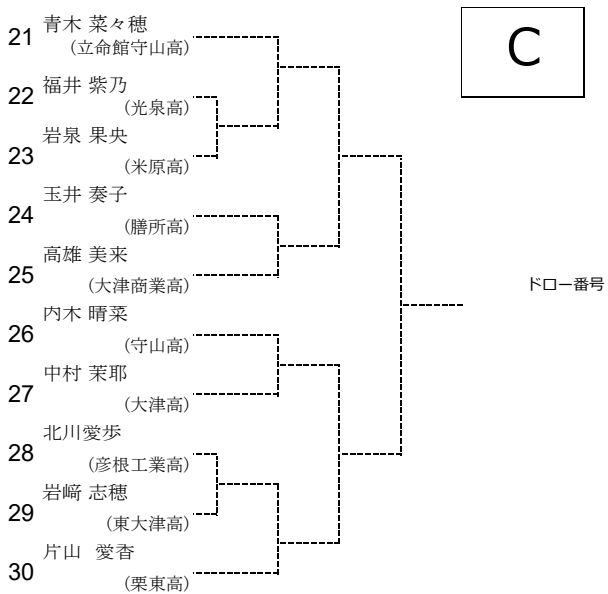 C
21 青木 菜々穂
(立命館守山高)
22 福井 紫乃
(光泉高)
23 岩泉 果央
(米原高)
24 玉井 奏子
(膳所高)
25 高雄 美来
(大津商業高)
ドロー番号
26 内木 晴菜
(守山高)
27 中村 茉耶
(大津高)
28 北川愛歩
(彦根工業高)
29 岩﨑 志穂
(東大津高)
30 片山 愛香
(栗東高)